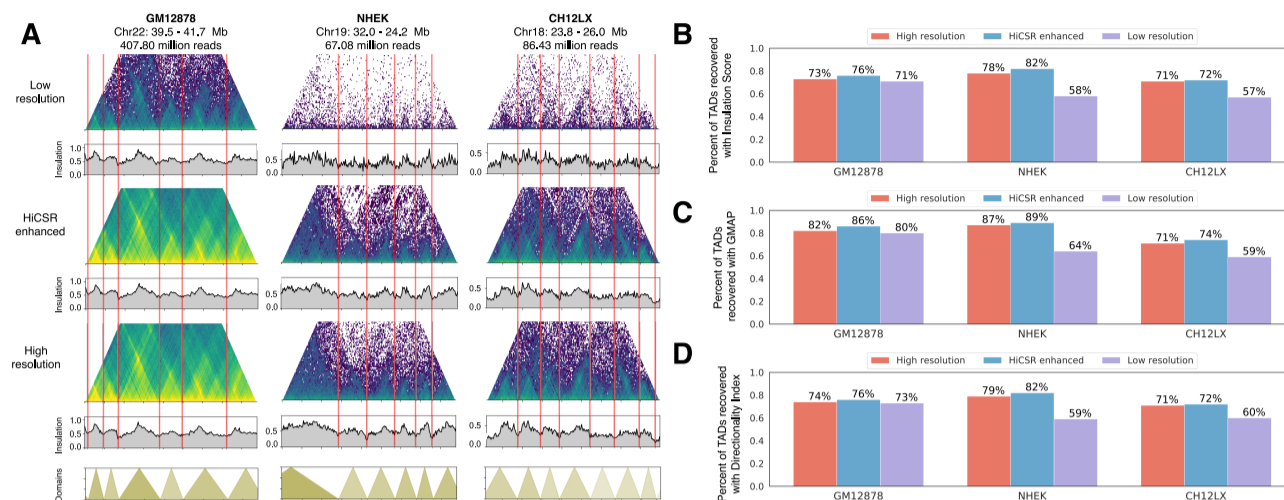 A
GM12878
Chr22: 39.5 - 41.7 Mb
407.80 million reads
NHEK
Chr19: 32.0 - 24.2 Mb
67.08 million reads
CH12LX
Chr18: 23.8 - 26.0 Mb
86.43 million reads
Low
resolution
Insulation
1.0
0.5
0.0
0.5
0.0
0.5
0.0
HiCSR
enhanced
Insulation
1.0
0.5
0.0
0.5
0.0
0.5
0.0
High
resolution
Insulation
1.0
0.5
0.0
0.5
0.0
0.5
0.0
Domains
B
High resolution
HiCSR enhanced
Low resolution
Percent of TADs recovered
with Insulation Score
1.0
0.8
0.6
0.4
0.2
0.0
73%
76%
71%
78%
82%
58%
71%
72%
57%
GM12878
NHEK
CH12LX
C
High resolution
HiCSR enhanced
Low resolution
Percent of TADs
recovered with GMAP
1.0
0.8
0.6
0.4
0.2
0.0
82%
86%
80%
87%
89%
64%
71%
74%
59%
GM12878
NHEK
CH12LX
D
High resolution
HiCSR enhanced
Low resolution
Percent of TADs recovered
with Directionality Index
1.0
0.8
0.6
0.4
0.2
0.0
74%
76%
73%
79%
82%
59%
71%
72%
60%
GM12878
NHEK
CH12LX